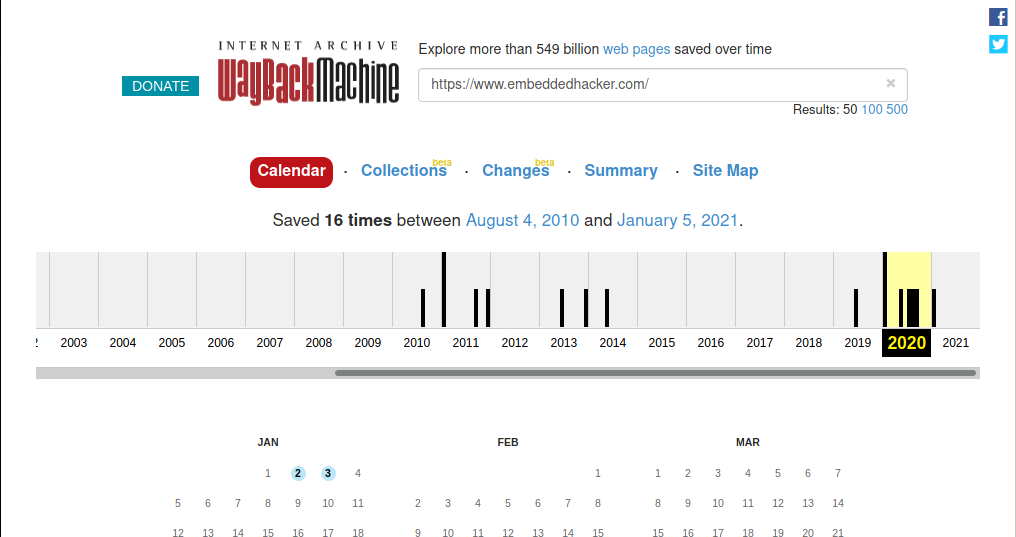 INTERNET ARCHIVE
WayBackMachine
DONATE
Explore more than 549 billion web pages saved over time
https://www.embeddedhacker.com/ ×
Results: 50 100 500
Calendar · Collections beta · Changes beta · Summary · Site Map
Saved 16 times between August 4, 2010 and January 5, 2021.
2 2003 2004 2005 2006 2007 2008 2009 2010 2011 2012 2013 2014 2015 2016 2017 2018 2019 2020 2021
JAN
1 2 3 4
5 6 7 8 9 10 11
12 13 14 15 16 17 18
FEB
1
2 3 4 5 6 7 8
9 10 11 12 13 14 15
MAR
1 2 3 4 5 6 7
8 9 10 11 12 13 14
15 16 17 18 19 20 21